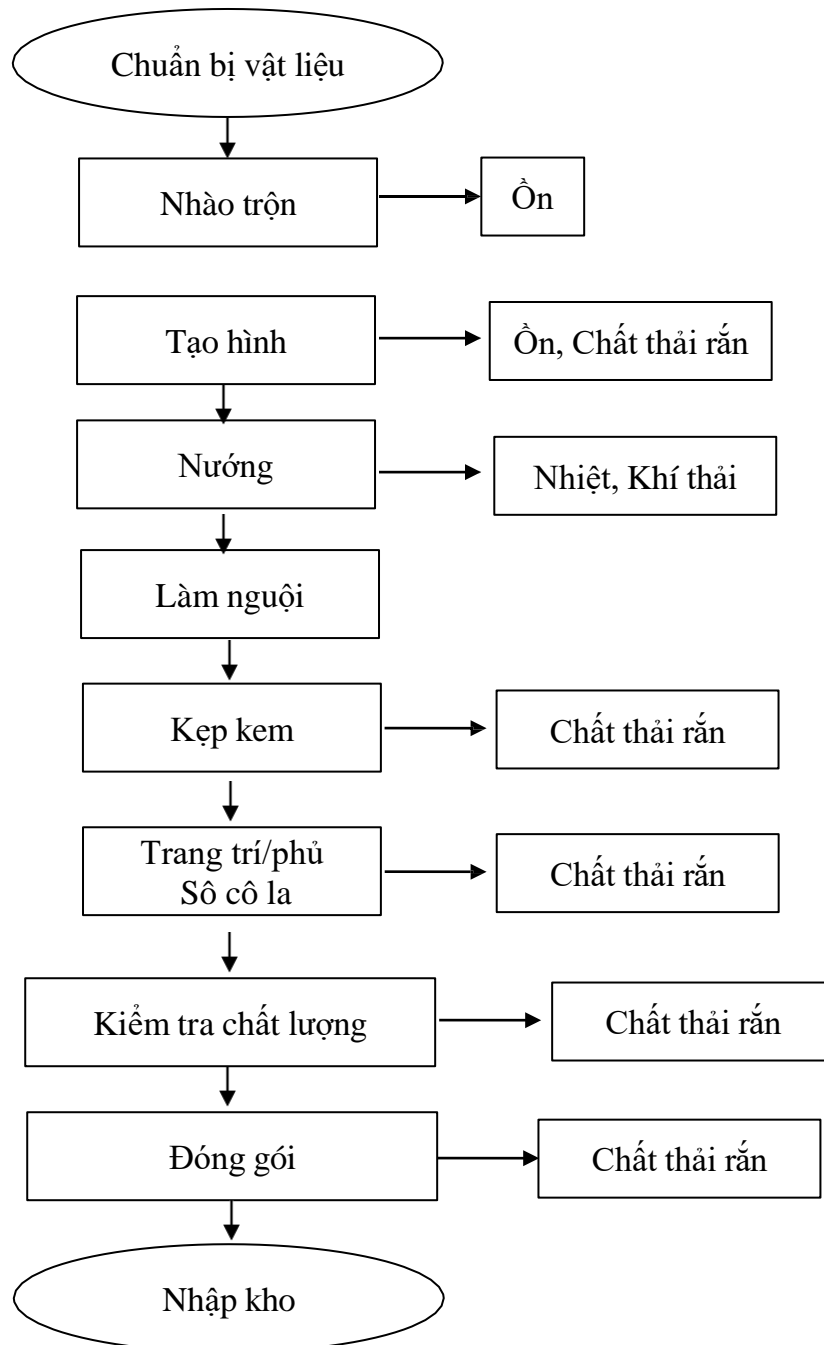 Chuẩn bị vật liệu
Nhào trộn
Ồn
Tạo hình
Ồn, Chất thải rắn
Nướng
Nhiệt, Khí thải
Làm nguội
Kẹp kem
Chất thải rắn
Trang trí/phủ
Sô cô la
Chất thải rắn
Kiểm tra chất lượng
Chất thải rắn
Đóng gói
Chất thải rắn
Nhập kho